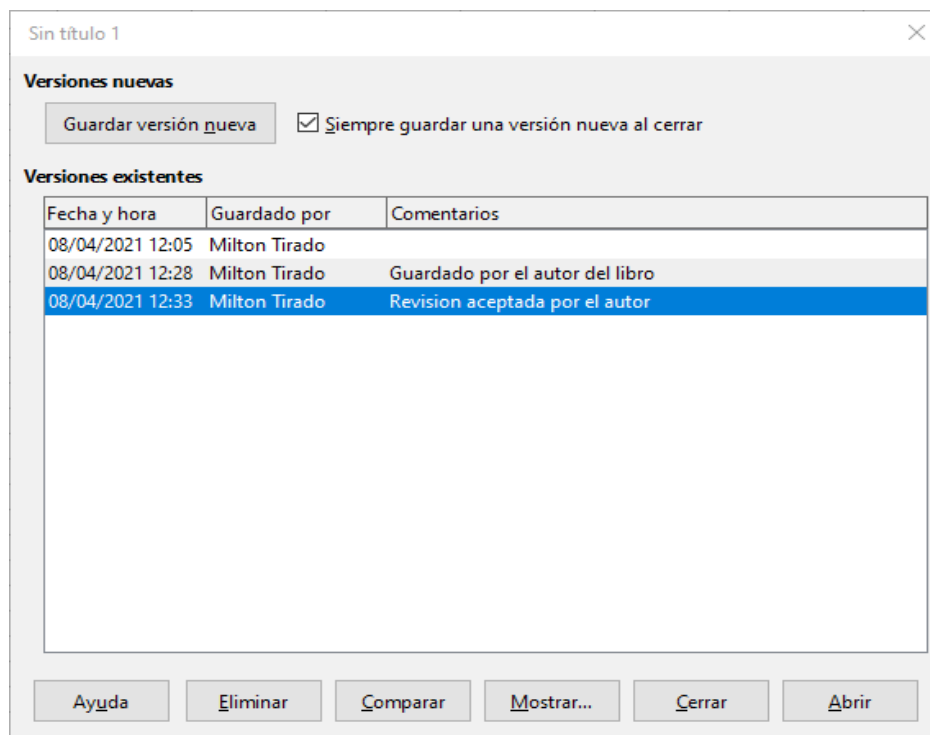 Sin título 1
Versiones nuevas
Guardar versión nueva Siempre guardar una versión nueva al cerrar
Versiones existentes
Fecha y hora Guardado por Comentarios
08/04/2021 12:05 Milton Tirado
08/04/2021 12:28 Milton Tirado Guardado por el autor del libro
08/04/2021 12:33 Milton Tirado Revision aceptada por el autor
Ayuda Eliminar Comparar Mostrar... Cerrar Abrir